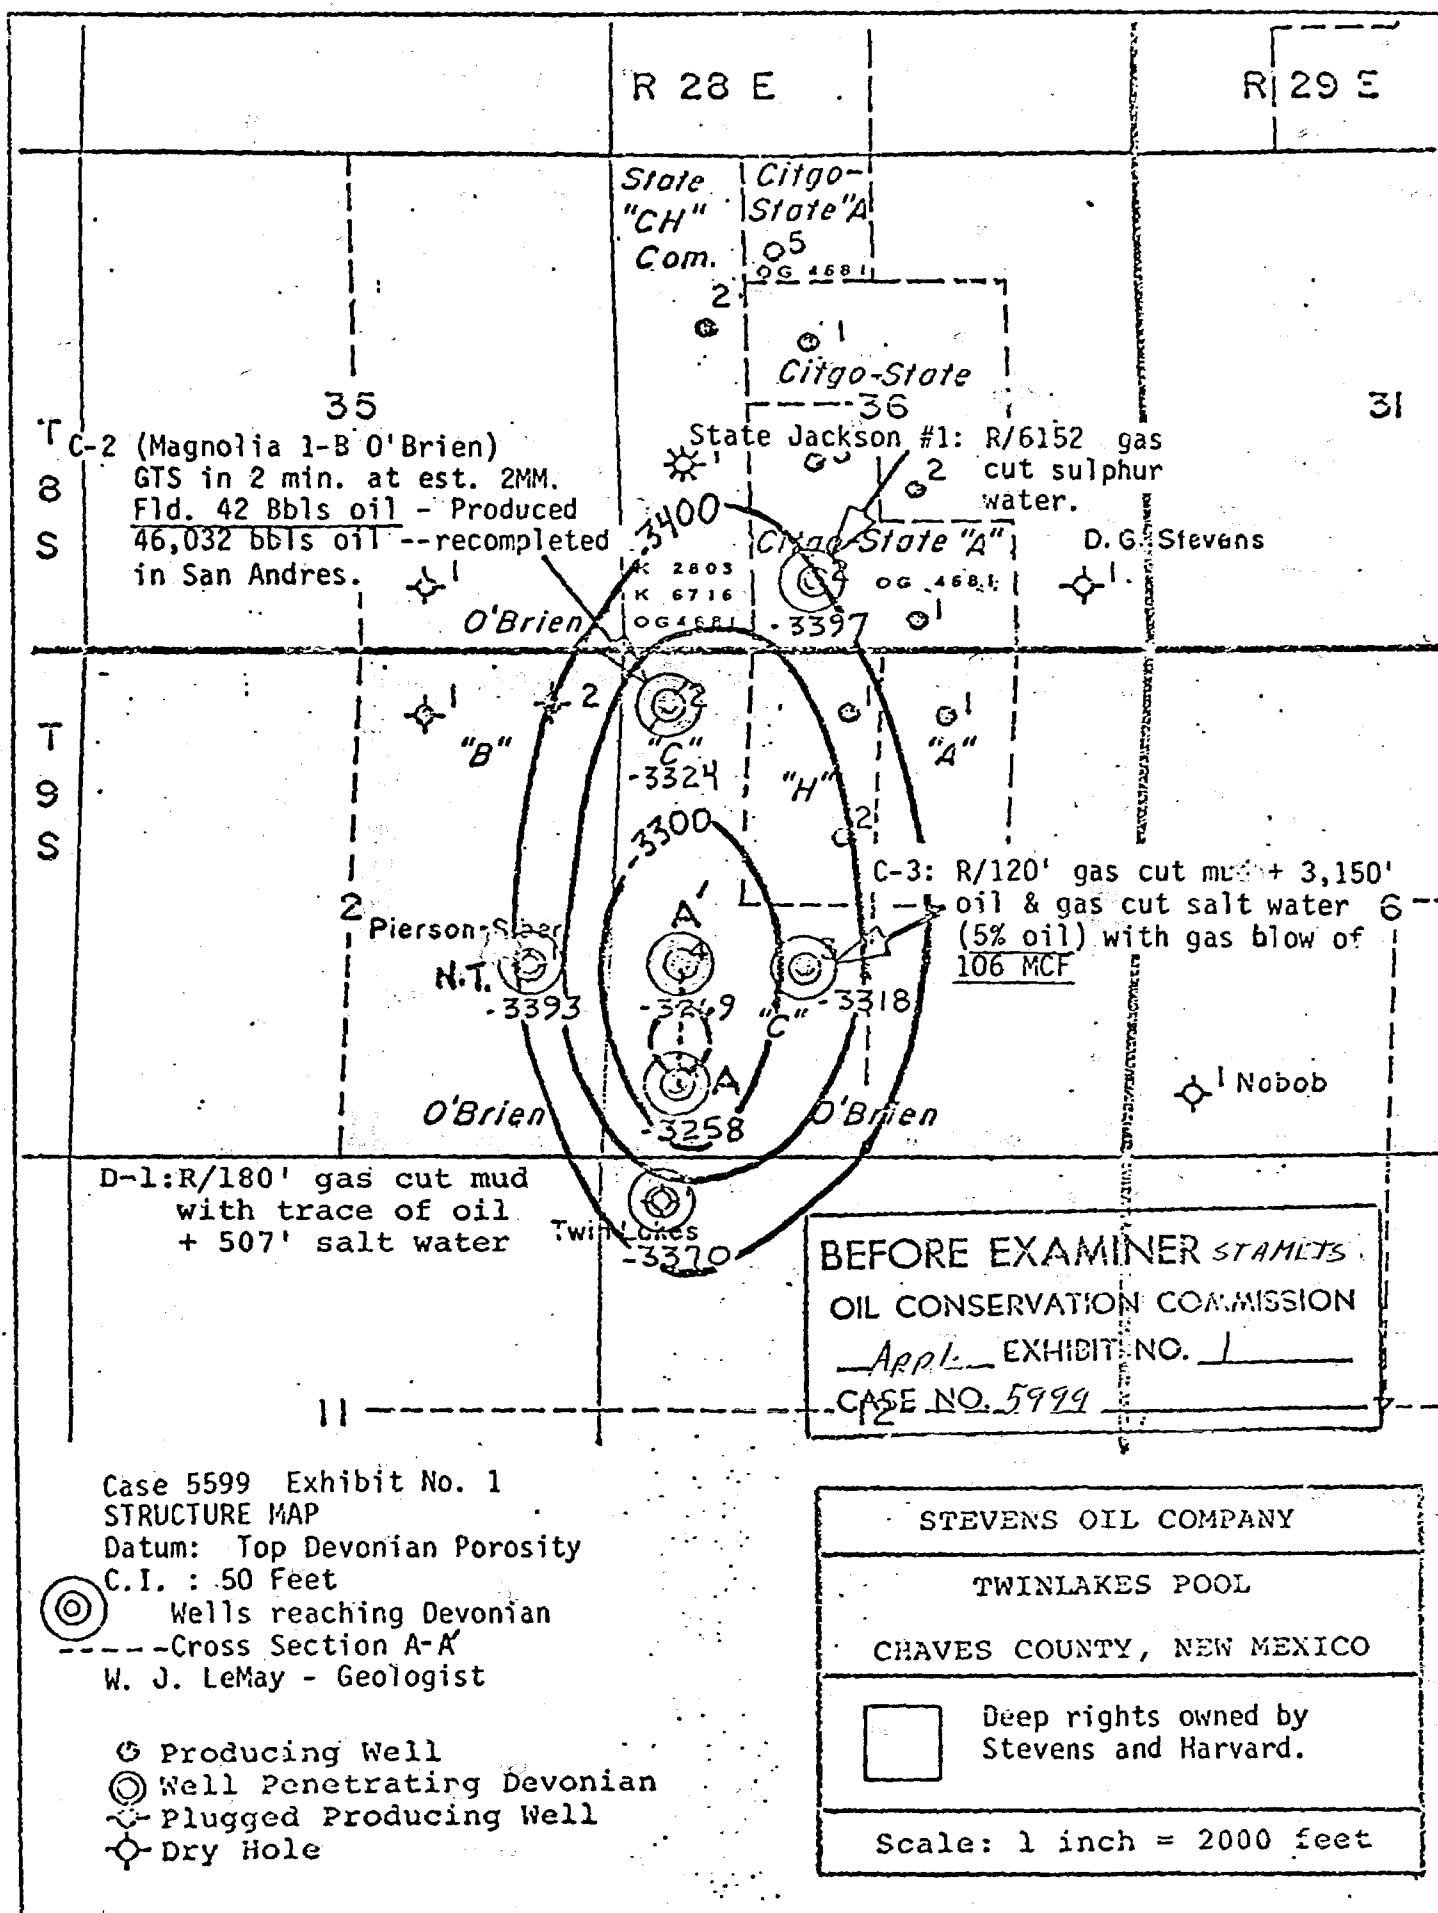 R 28 E
R 29 E
State "CH" Com.
Citgo-State "A"
5
OG 4681
2
1
Citgo-State
35
36
31
T 8 S
C-2 (Magnolia 1-B O'Brien)
GTS in 2 min. at est. 2MM.
Fld. 42 Bbls oil - Produced
46,032 bbls oil --recompleted
in San Andres.
State Jackson #1: R/6152 gas
cut sulphur
water.
1
2
-3400
Citgo-State "A"
D.G. Stevens
1
1
K 2803
K 6716
OG4681
2
OG 4681
O'Brien
-3397
1
T 9 S
1
2
2
1
"B"
"C"
"A"
-3324
"H"
-3300
2
C-3: R/120' gas cut mud + 3,150'
oil & gas cut salt water
(5% oil) with gas blow of
106 MCF
2
6
A'
N.T.
4
-3393
-3249
"C"
-3318
A
1 Nobob
O'Brien
O'Brien
-3258
D-1:R/180' gas cut mud
with trace of oil
+ 507' salt water
Twin Lakes
-3370
BEFORE EXAMINER STAMETS
OIL CONSERVATION COMMISSION
Appl. EXHIBIT NO. 1
CASE NO. 5999
11
12
7
Case 5599 Exhibit No. 1
STRUCTURE MAP
Datum: Top Devonian Porosity
C.I. : 50 Feet
Wells reaching Devonian
-----Cross Section A-A'
W. J. LeMay - Geologist
Producing Well
Well Penetrating Devonian
Plugged Producing Well
Dry Hole
STEVENS OIL COMPANY
TWINLAKES POOL
CHAVES COUNTY, NEW MEXICO
Deep rights owned by
Stevens and Harvard.
Scale: 1 inch = 2000 feet